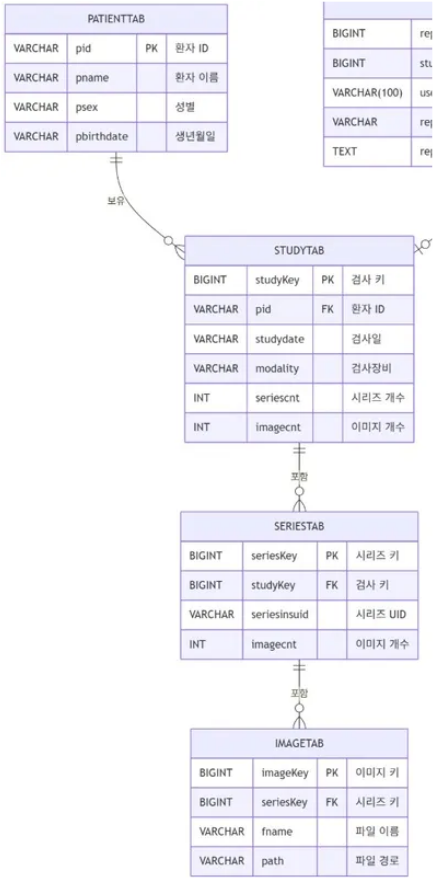 PATIENTTAB
VARCHAR pid PK 환자 ID
VARCHAR pname 환자 이름
VARCHAR psex 성별
VARCHAR pbirthdate 생년월일
BIGINT rep
BIGINT stu
VARCHAR(100) use
VARCHAR rep
TEXT rep
보유
STUDYTAB
BIGINT studyKey PK 검사 키
VARCHAR pid FK 환자 ID
VARCHAR studydate 검사일
VARCHAR modality 검사장비
INT seriescnt 시리즈 개수
INT imagecnt 이미지 개수
포함
SERIESTAB
BIGINT seriesKey PK 시리즈 키
BIGINT studyKey FK 검사 키
VARCHAR seriesinsuid 시리즈 UID
INT imagecnt 이미지 개수
포함
IMAGETAB
BIGINT imageKey PK 이미지 키
BIGINT seriesKey FK 시리즈 키
VARCHAR fname 파일 이름
VARCHAR path 파일 경로